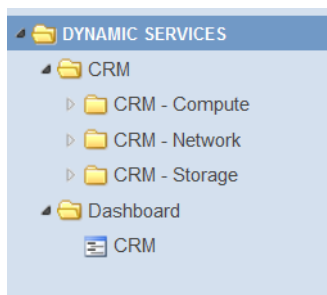 DYNAMIC SERVICES
CRM
CRM - Compute
CRM - Network
CRM - Storage
Dashboard
CRM